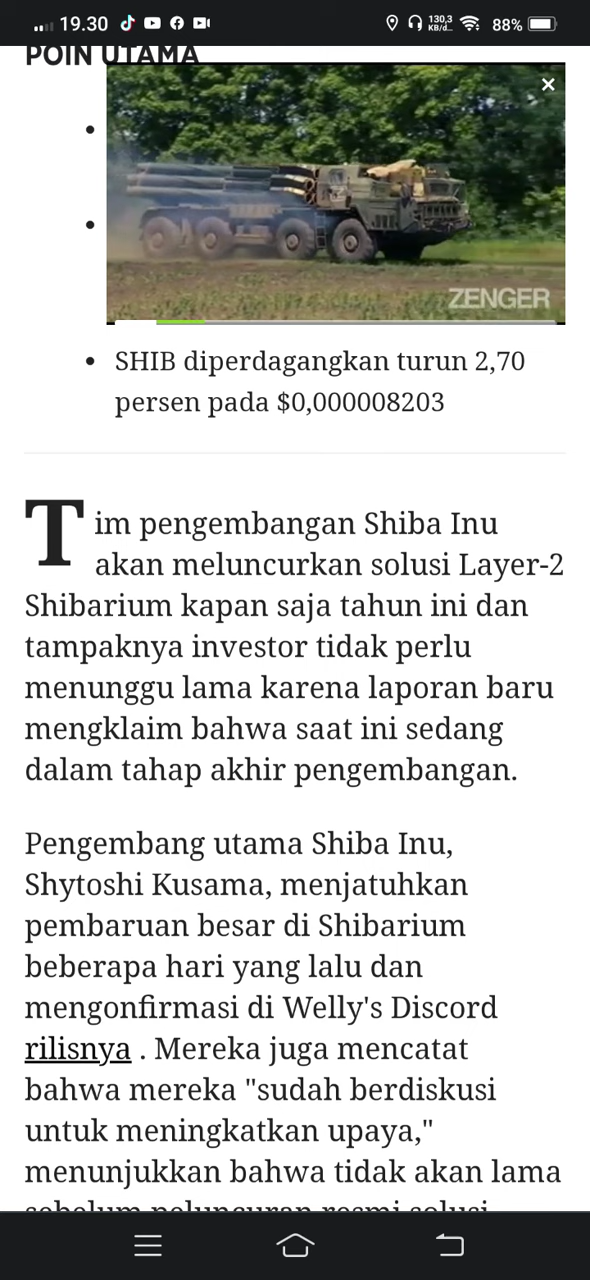 19.30
130,3
KB/d...
88%
POIN UTAMA
ZENGER
SHIB diperdagangkan turun 2,70
persen pada $0,000008203
Tim pengembangan Shiba Inu
akan meluncurkan solusi Layer-2
Shibarium kapan saja tahun ini dan
tampaknya investor tidak perlu
menunggu lama karena laporan baru
mengklaim bahwa saat ini sedang
dalam tahap akhir pengembangan.
Pengembang utama Shiba Inu,
Shytoshi Kusama, menjatuhkan
pembaruan besar di Shibarium
beberapa hari yang lalu dan
mengonfirmasi di Welly's Discord
rilisnya . Mereka juga mencatat
bahwa mereka "sudah berdiskusi
untuk meningkatkan upaya,"
menunjukkan bahwa tidak akan lama
sebelum peluncuran resmi solusi